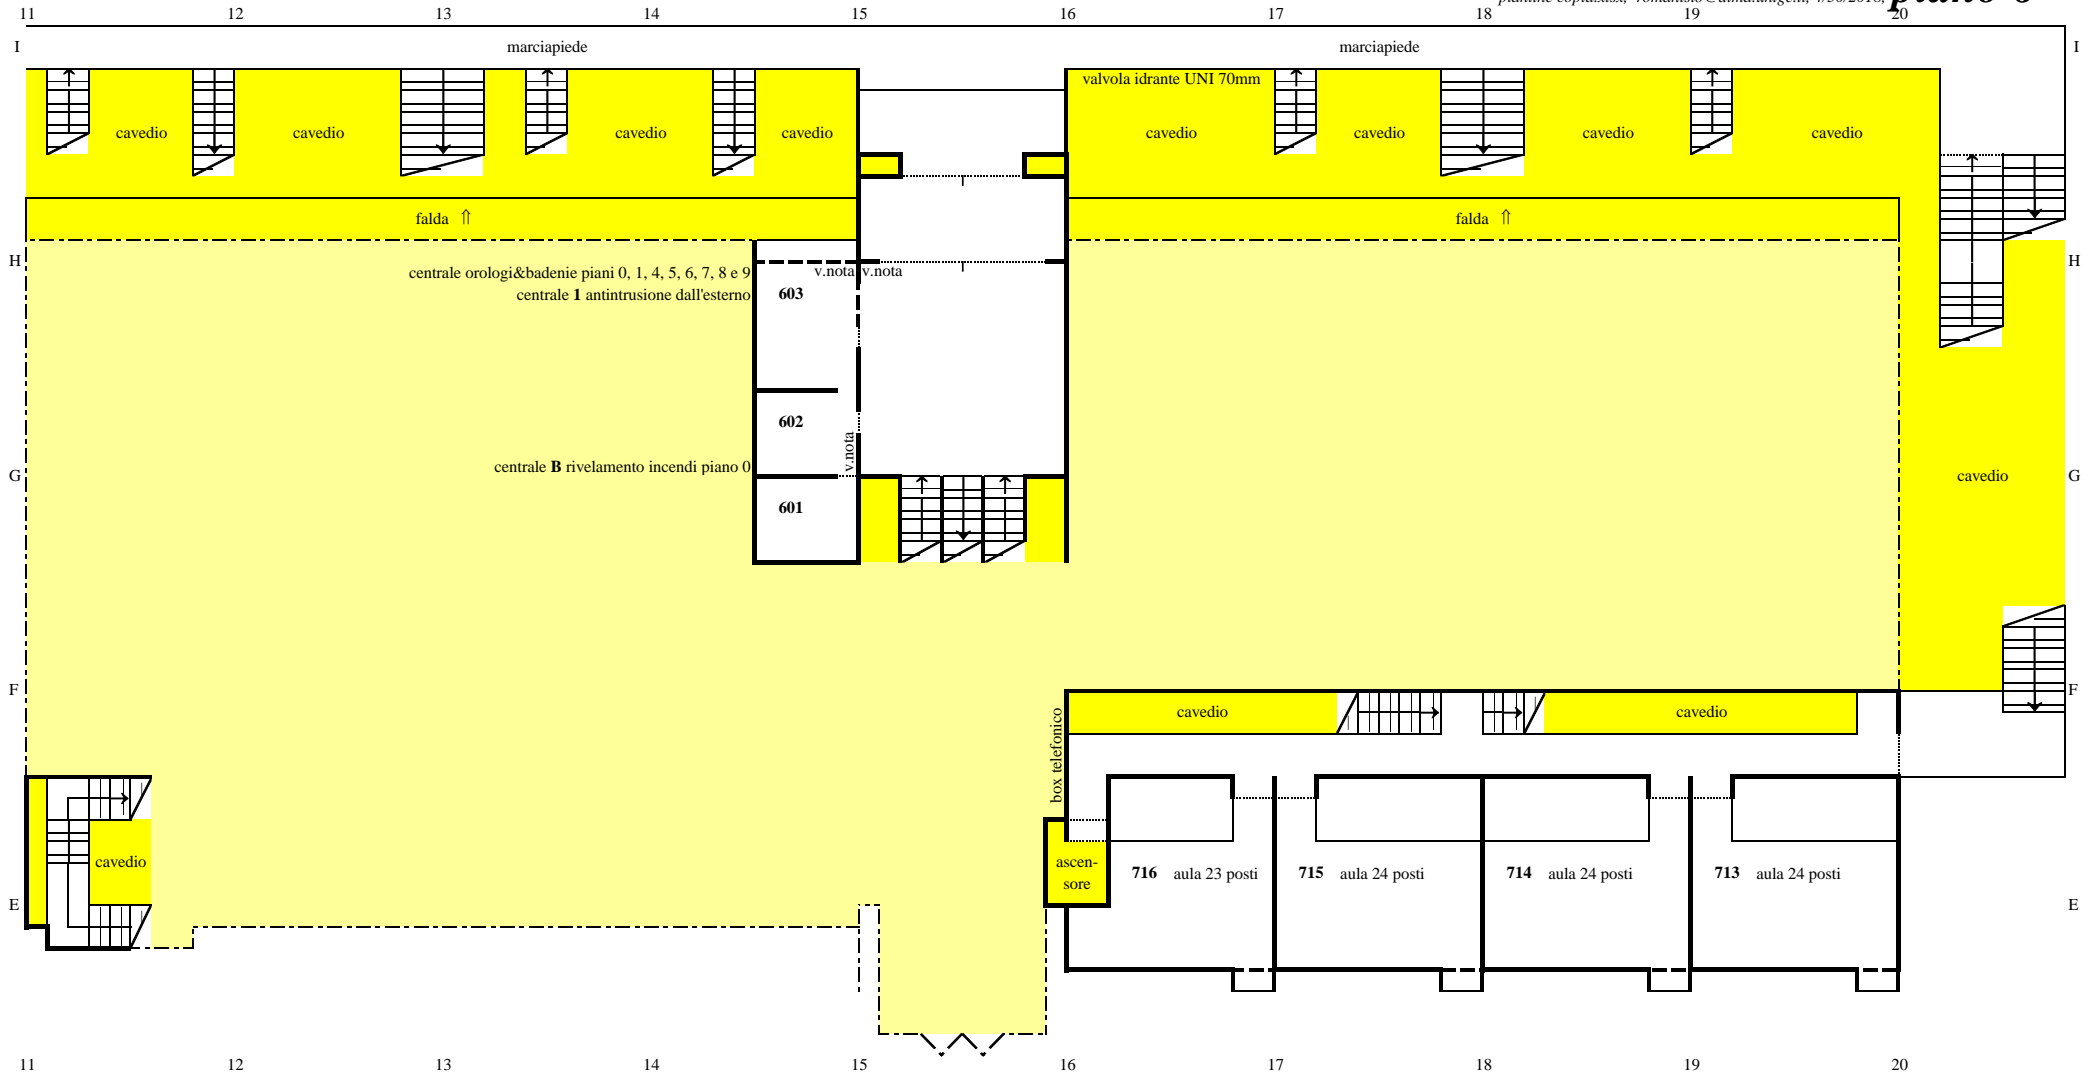 11 12 13 14 15 16 17 18 19 20
I marciapiede marciapiede I
valvola idrante UNI 70mm
cavedio cavedio cavedio cavedio cavedio cavedio cavedio cavedio
falda ⇑ falda ⇑
H H
centrale orologi&badenie piani 0, 1, 4, 5, 6, 7, 8 e 9 v.nota v.nota
centrale 1 antintrusione dall'esterno 603
602
v.nota
centrale B rivelamento incendi piano 0
G cavedio G
601
F F
box telefonico
cavedio cavedio
cavedio
ascen-
sore
716 aula 23 posti 715 aula 24 posti 714 aula 24 posti 713 aula 24 posti
E E
11 12 13 14 15 16 17 18 19 20